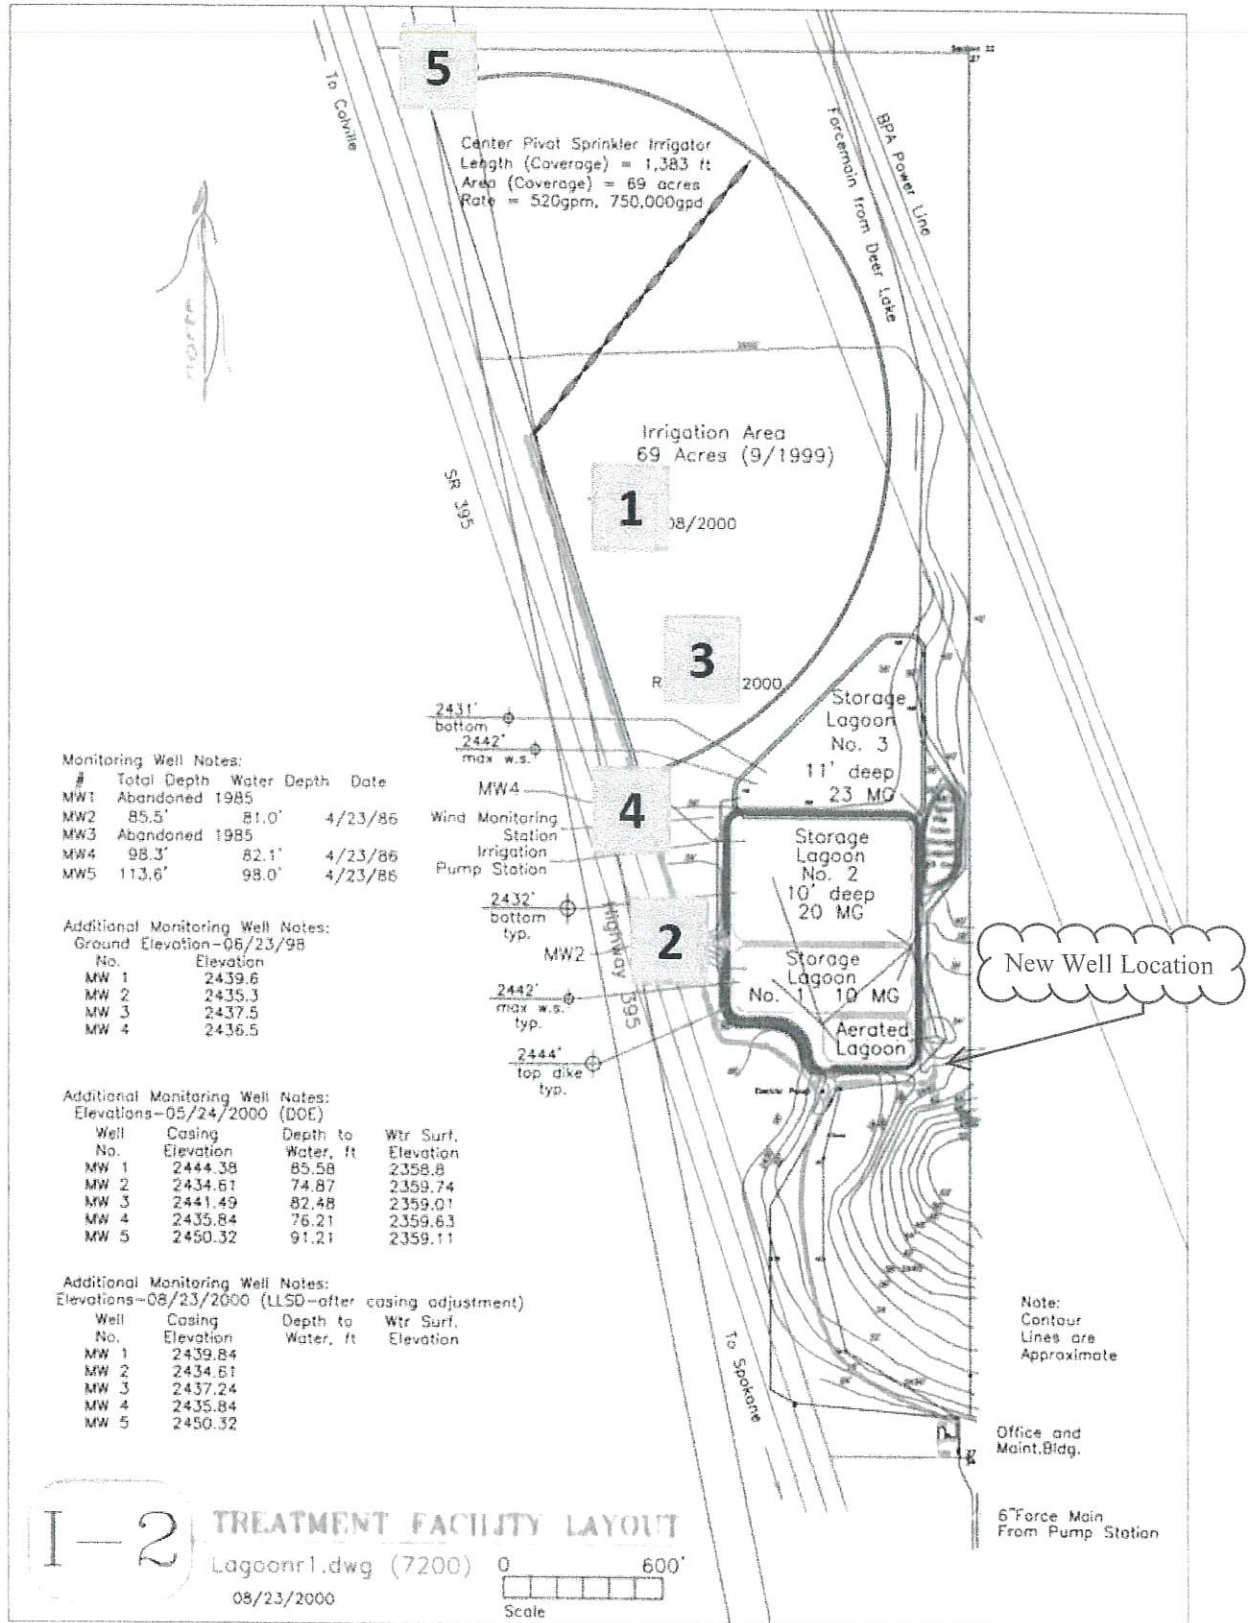 5
To Colville
Center Pivot Sprinkler Irrigator
Length (Coverage) = 1,383 ft
Area (Coverage) = 69 acres
Rate = 520gpm, 750,000gpd
Forcemain from Deer Lake
BPA Power Line
NORTH
SR 395
Irrigation Area
69 Acres (9/1999)
1
08/2000
3
R 2000
2431'
bottom
2442'
max w.s.
MW4
4
Wind Monitoring
Station
Irrigation
Pump Station
2432'
bottom
typ.
MW2
2
Highway 395
2442'
max w.s.
typ.
2444'
top dike
typ.
Storage
Lagoon
No. 3
11' deep
23 MG
Storage
Lagoon
No. 2
10' deep
20 MG
Storage
Lagoon
No. 1 10 MG
Aerated
Lagoon
New Well Location
Monitoring Well Notes:
# Total Depth Water Depth Date
MW1 Abandoned 1985
MW2 85.5' 81.0' 4/23/86
MW3 Abandoned 1985
MW4 98.3' 82.1' 4/23/86
MW5 113.6' 98.0' 4/23/86
Additional Monitoring Well Notes:
Ground Elevation-06/23/98
No. Elevation
MW 1 2439.6
MW 2 2435.3
MW 3 2437.5
MW 4 2436.5
Additional Monitoring Well Notes:
Elevations-05/24/2000 (DOE)
Well Casing Depth to Wtr Surf.
No. Elevation Water, ft Elevation
MW 1 2444.38 85.58 2358.8
MW 2 2434.61 74.87 2359.74
MW 3 2441.49 82.48 2359.01
MW 4 2435.84 76.21 2359.63
MW 5 2450.32 91.21 2359.11
Additional Monitoring Well Notes:
Elevations-08/23/2000 (LLSD-after casing adjustment)
Well Casing Depth to Wtr Surf.
No. Elevation Water, ft Elevation
MW 1 2439.84
MW 2 2434.61
MW 3 2437.24
MW 4 2435.84
MW 5 2450.32
To Spokane
Note:
Contour
Lines are
Approximate
Office and
Maint.Bldg.
6"Force Main
From Pump Station
I-2
TREATMENT FACILITY LAYOUT
Lagoonr1.dwg (7200)
08/23/2000
0 600'
Scale